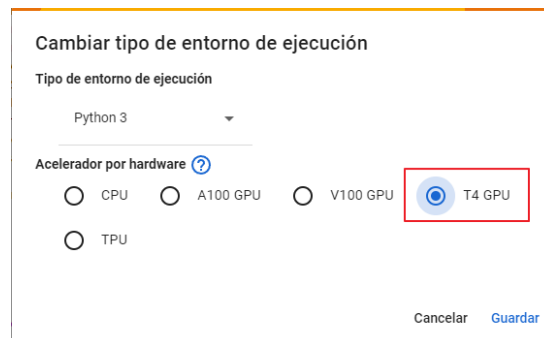 Cambiar tipo de entorno de ejecución
Tipo de entorno de ejecución
Python 3
Acelerador por hardware ?
CPU A100 GPU V100 GPU T4 GPU
TPU
Cancelar Guardar